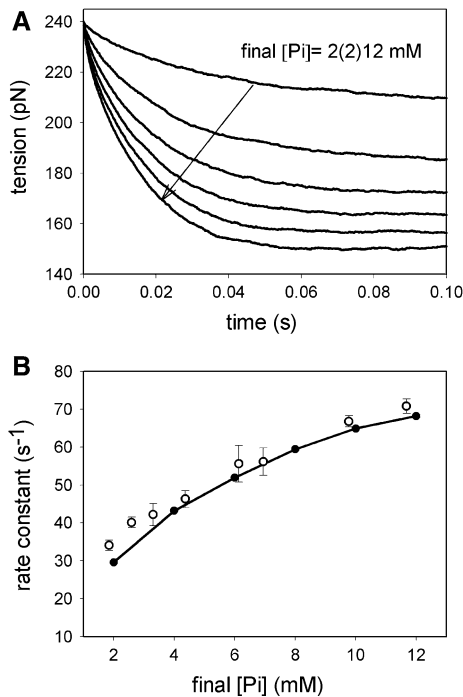 A
final [Pi]= 2(2)12 mM
tension (pN)
240
220
200
180
160
140
0.00 0.02 0.04 0.06 0.08 0.10
time (s)
B
rate constant (s-1)
80
70
60
50
40
30
20
10
2 4 6 8 10 12
final [Pi] (mM)